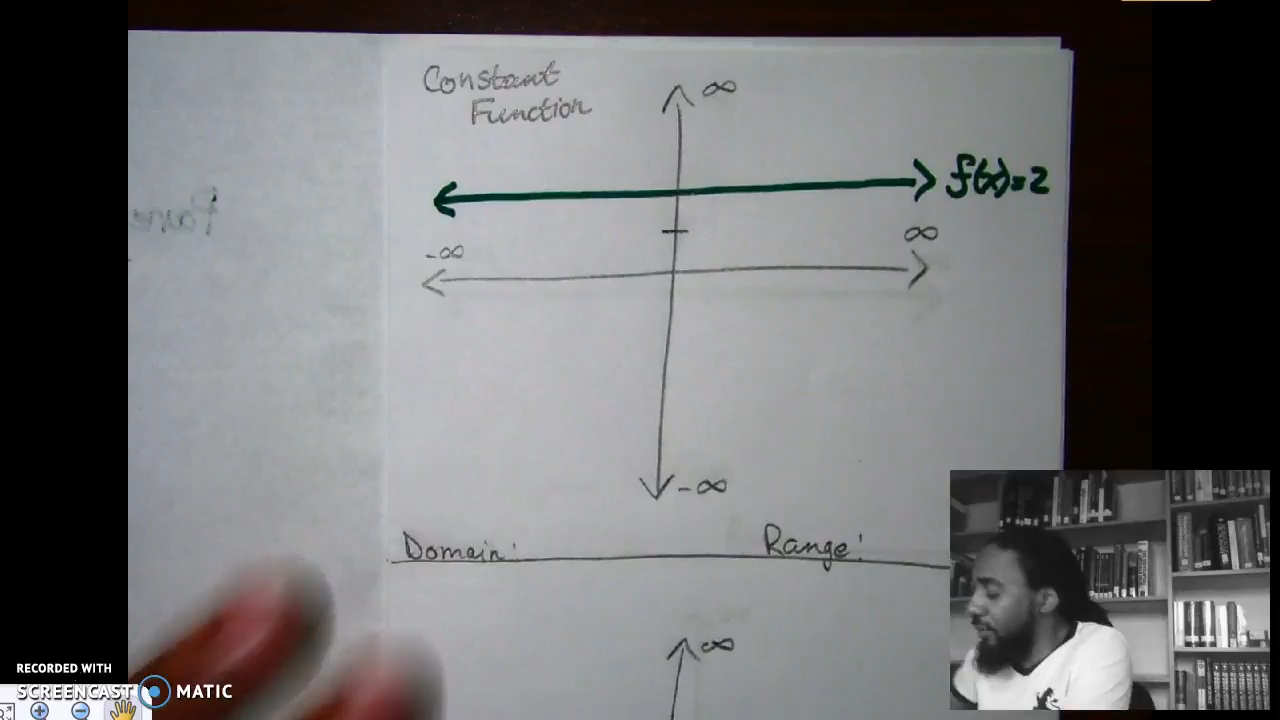 Constant
Function
∞
f(x)=2
-∞
∞
-∞
Domain:
Range:
∞
RECORDED WITH
SCREENCAST MATIC